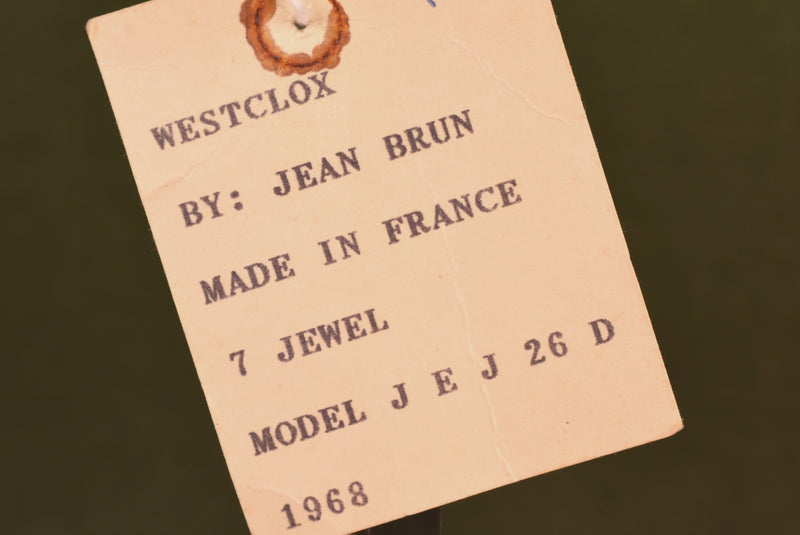 WESTCLOX
BY: JEAN BRUN
MADE IN FRANCE
7 JEWEL
MODEL J E J 26 D
1968